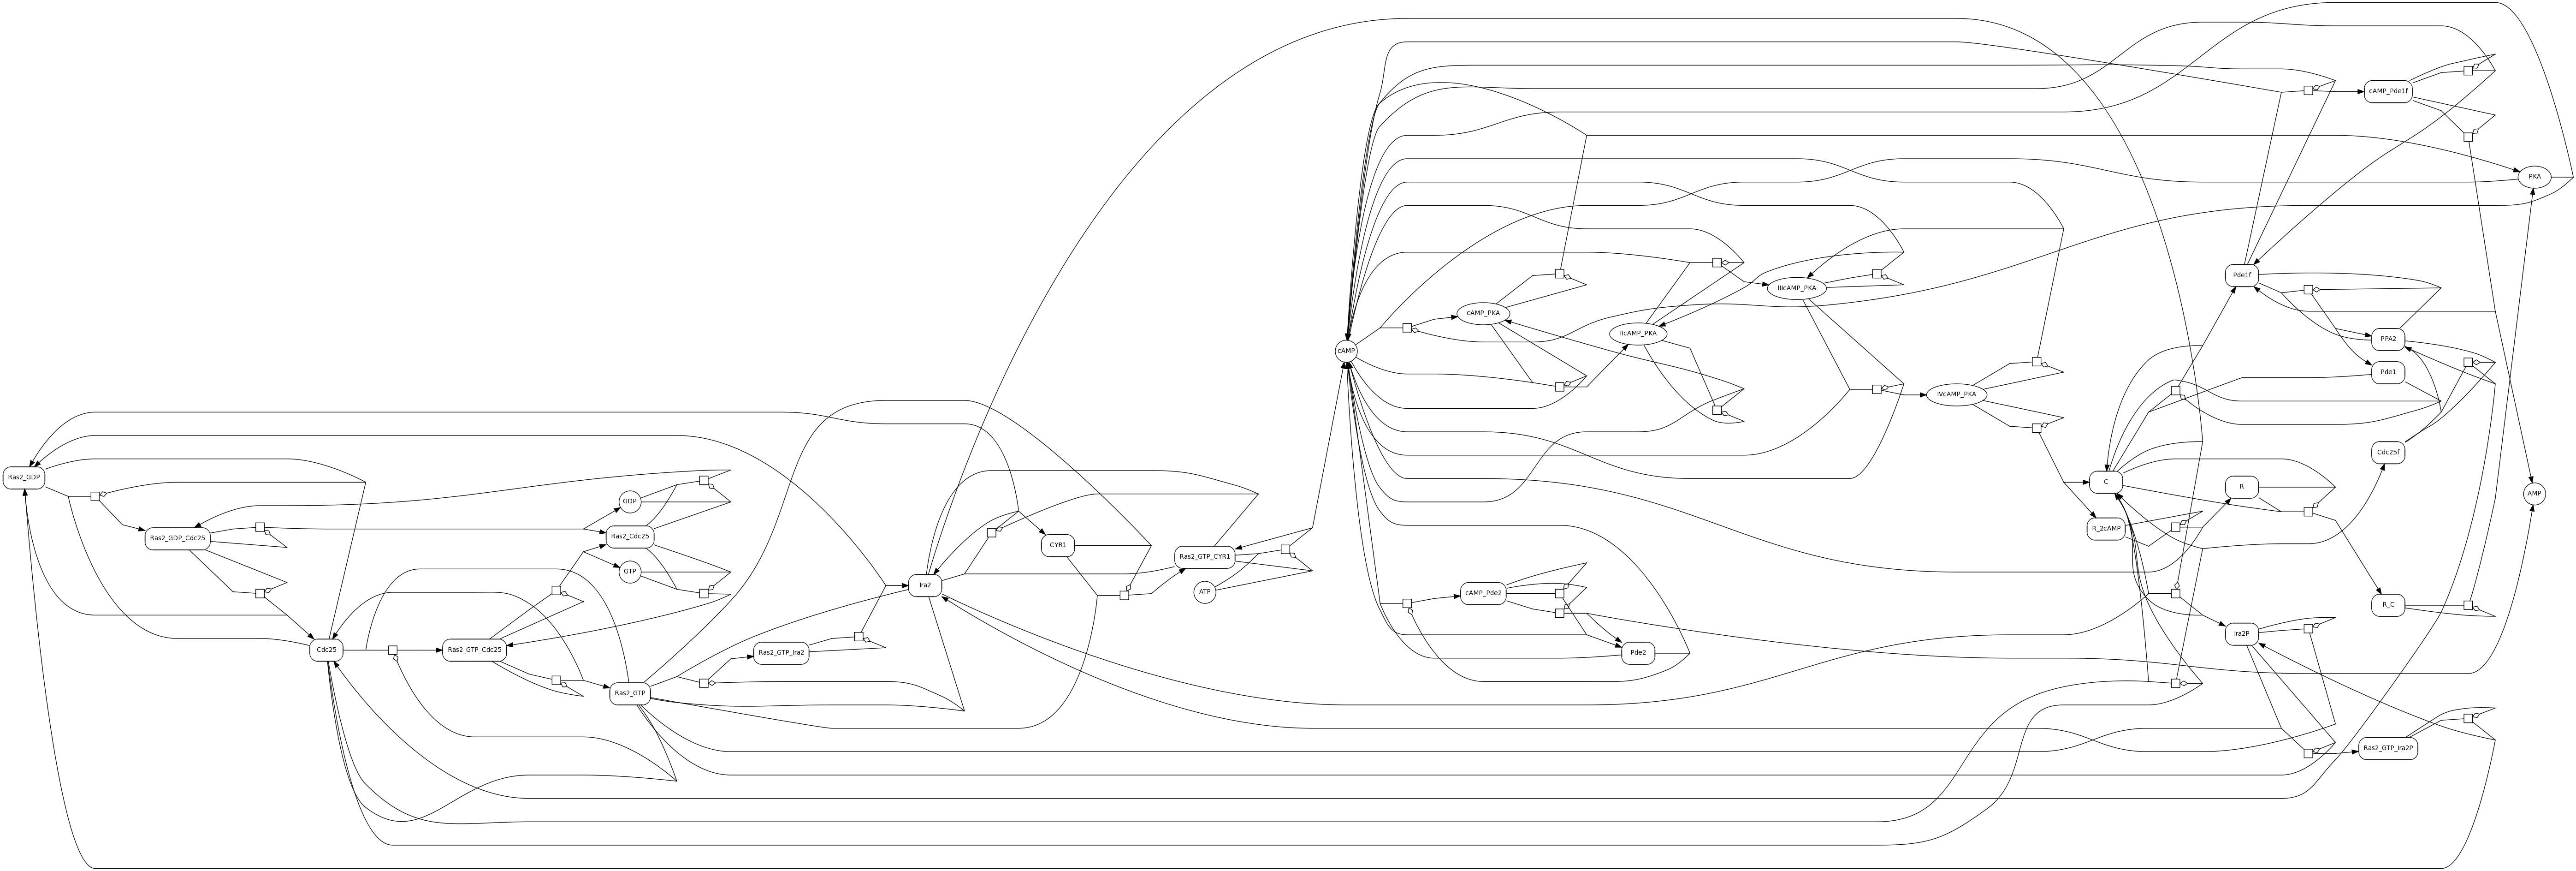 cAMP_Pde1f
PKA
Pde1f
IIIcAMP_PKA
cAMP_PKA
IIcAMP_PKA
PPA2
cAMP
Pde1
IVcAMP_PKA
Cdc25f
Ras2_GDP
C
R
AMP
GDP
R_2cAMP
Ras2_GDP_Cdc25
Ras2_Cdc25
CYR1
Ras2_GTP_CYR1
GTP
Ira2
ATP
cAMP_Pde2
R_C
Ira2P
Cdc25
Ras2_GTP_Cdc25
Ras2_GTP_Ira2
Pde2
Ras2_GTP
Ras2_GTP_Ira2P